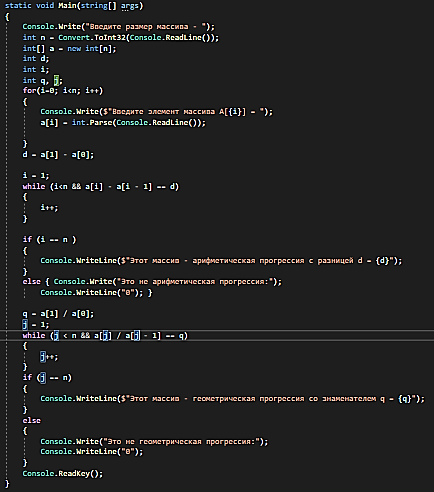 static void Main(string[] args)
{
Console.Write("Введите размер массива - ");
int n = Convert.ToInt32(Console.ReadLine());
int[] a = new int[n];
int d;
int i;
int q, j;
for(i=0; i<n; i++)
{
Console.Write($"Введите элемент массива A[{i}] = ");
a[i] = int.Parse(Console.ReadLine());
}
d = a[1] - a[0];
i = 1;
while (i<n && a[i] - a[i - 1] == d)
{
i++;
}
if (i == n )
{
Console.WriteLine($"Этот массив - арифметическая прогрессия с разницей d = {d}");
}
else { Console.Write("Это не арифметическая прогрессия:");
Console.WriteLine("0"); }
q = a[1] / a[0];
j = 1;
while (j < n && a[j] / a[j - 1] == q)
{
j++;
}
if (j == n)
{
Console.WriteLine($"Этот массив - геометрическая прогрессия со знаменателем q = {q}");
}
else
{
Console.Write("Это не геометрическая прогрессия:");
Console.WriteLine("0");
}
Console.ReadKey();
}